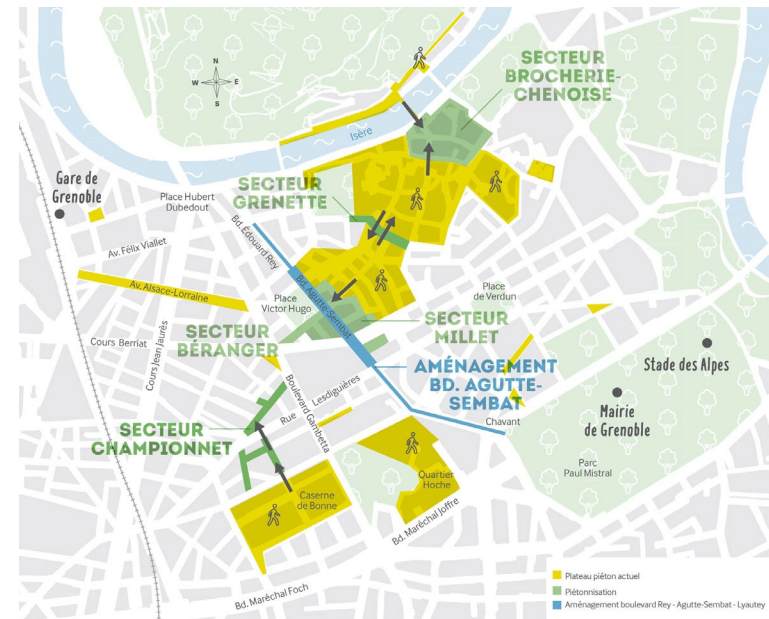 SECTEUR
BROCHERIE-
CHENOISE
N
W
E
S
Isère
Gare de
Grenoble
Place Hubert
Dubedout
SECTEUR
GRENETTE
Bd. Édouard Rey
Av. Félix Viallet
Av. Alsace-Lorraine
Place
Victor Hugo
Bd. Agutte-Sembat
Place
de Verdun
SECTEUR
BÉRANGER
SECTEUR
MILLET
Cours Berriat
Cours Jean Jaurès
Stade des Alpes
AMÉNAGEMENT
BD. AGUTTE-
SEMBAT
Boulevard Gambetta
Rue Lesdiguières
Mairie
de Grenoble
Chavant
SECTEUR
CHAMPIONNET
Parc
Paul Mistral
Quartier
Hoche
Caserne
de Bonne
Bd. Maréchal Joffre
Bd. Maréchal Foch
Plateau piéton actuel
Piétonnisation
Aménagement boulevard Rey - Agutte-Sembat - Lyautey